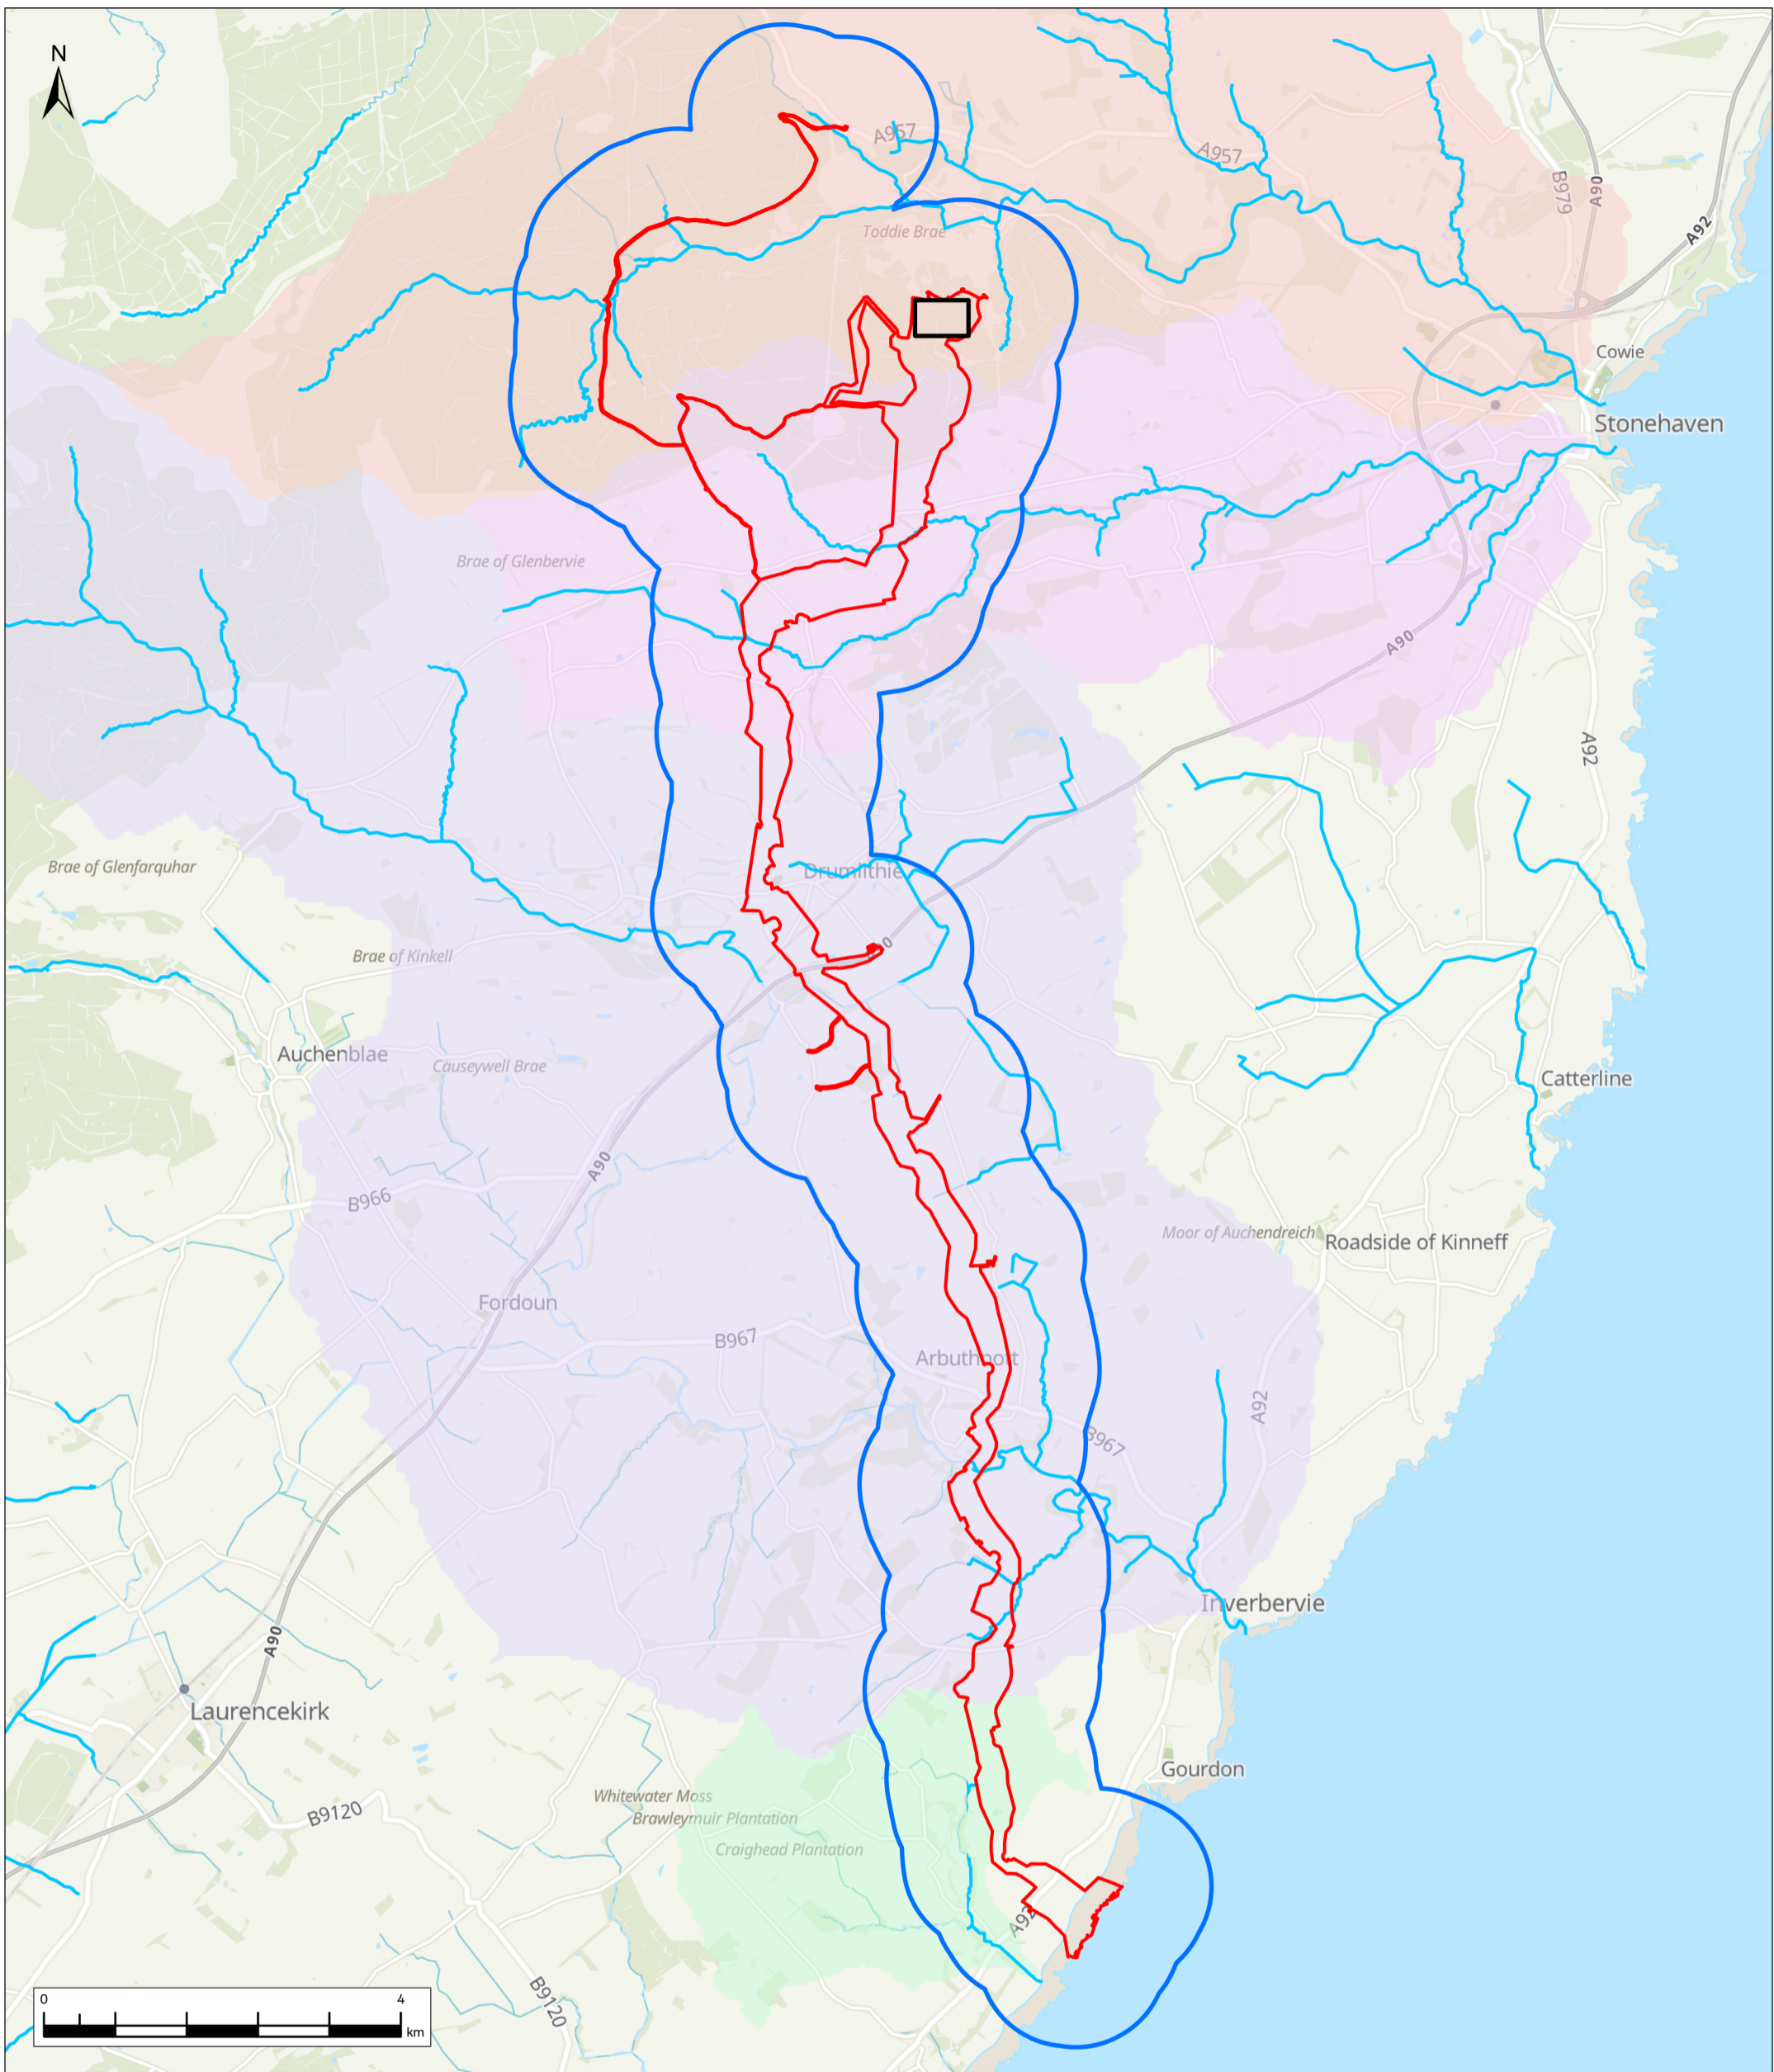 N
A957
A957
B979
A90
A92
Toddie Brae
Cowie
Stonehaven
Brae of Glenbervie
A90
A92
Brae of Glenfarquhar
Drumlithie
Brae of Kinkell
Auchenblae
Causeywell Brae
Catterline
A90
B966
Moor of Auchendreich
Roadside of Kinneff
Fordoun
B967
Arbuthnott
A92
B967
Inverbervie
A90
Laurencekirk
Gourdon
Whitewater Moss
Brawleymuir Plantation
B9120
Craighead Plantation
A92
B9120
0
4
km